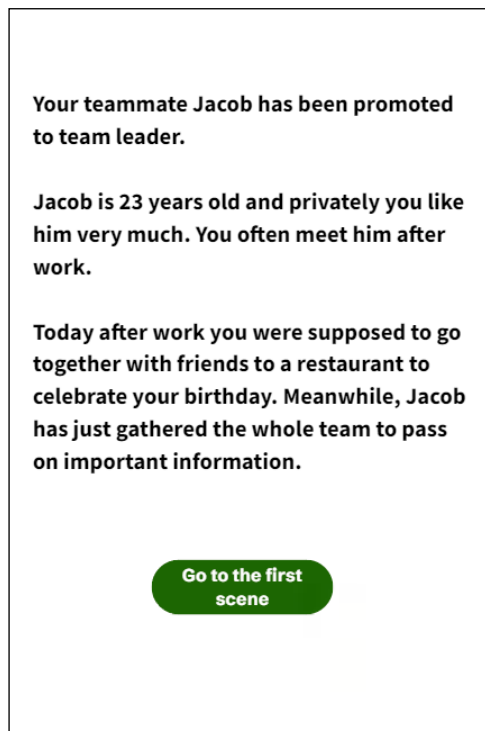 Your teammate Jacob has been promoted
to team leader.
Jacob is 23 years old and privately you like
him very much. You often meet him after
work.
Today after work you were supposed to go
together with friends to a restaurant to
celebrate your birthday. Meanwhile, Jacob
has just gathered the whole team to pass
on important information.
Go to the first
scene